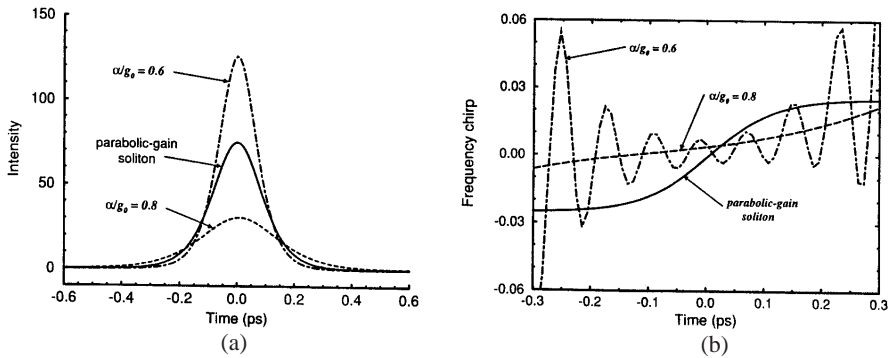 150
100
50
0
Intensity
α/g₀ = 0.6
parabolic-gain
soliton
α/g₀ = 0.8
-0.6
-0.4
-0.2
0.0
0.2
0.4
0.6
Time (ps)
(a)
0.06
0.03
0.00
-0.03
-0.06
Frequency chirp
α/g₀ = 0.6
α/g₀ = 0.8
parabolic-gain
soliton
-0.3
-0.2
-0.1
0.0
0.1
0.2
0.3
Time (ps)
(b)